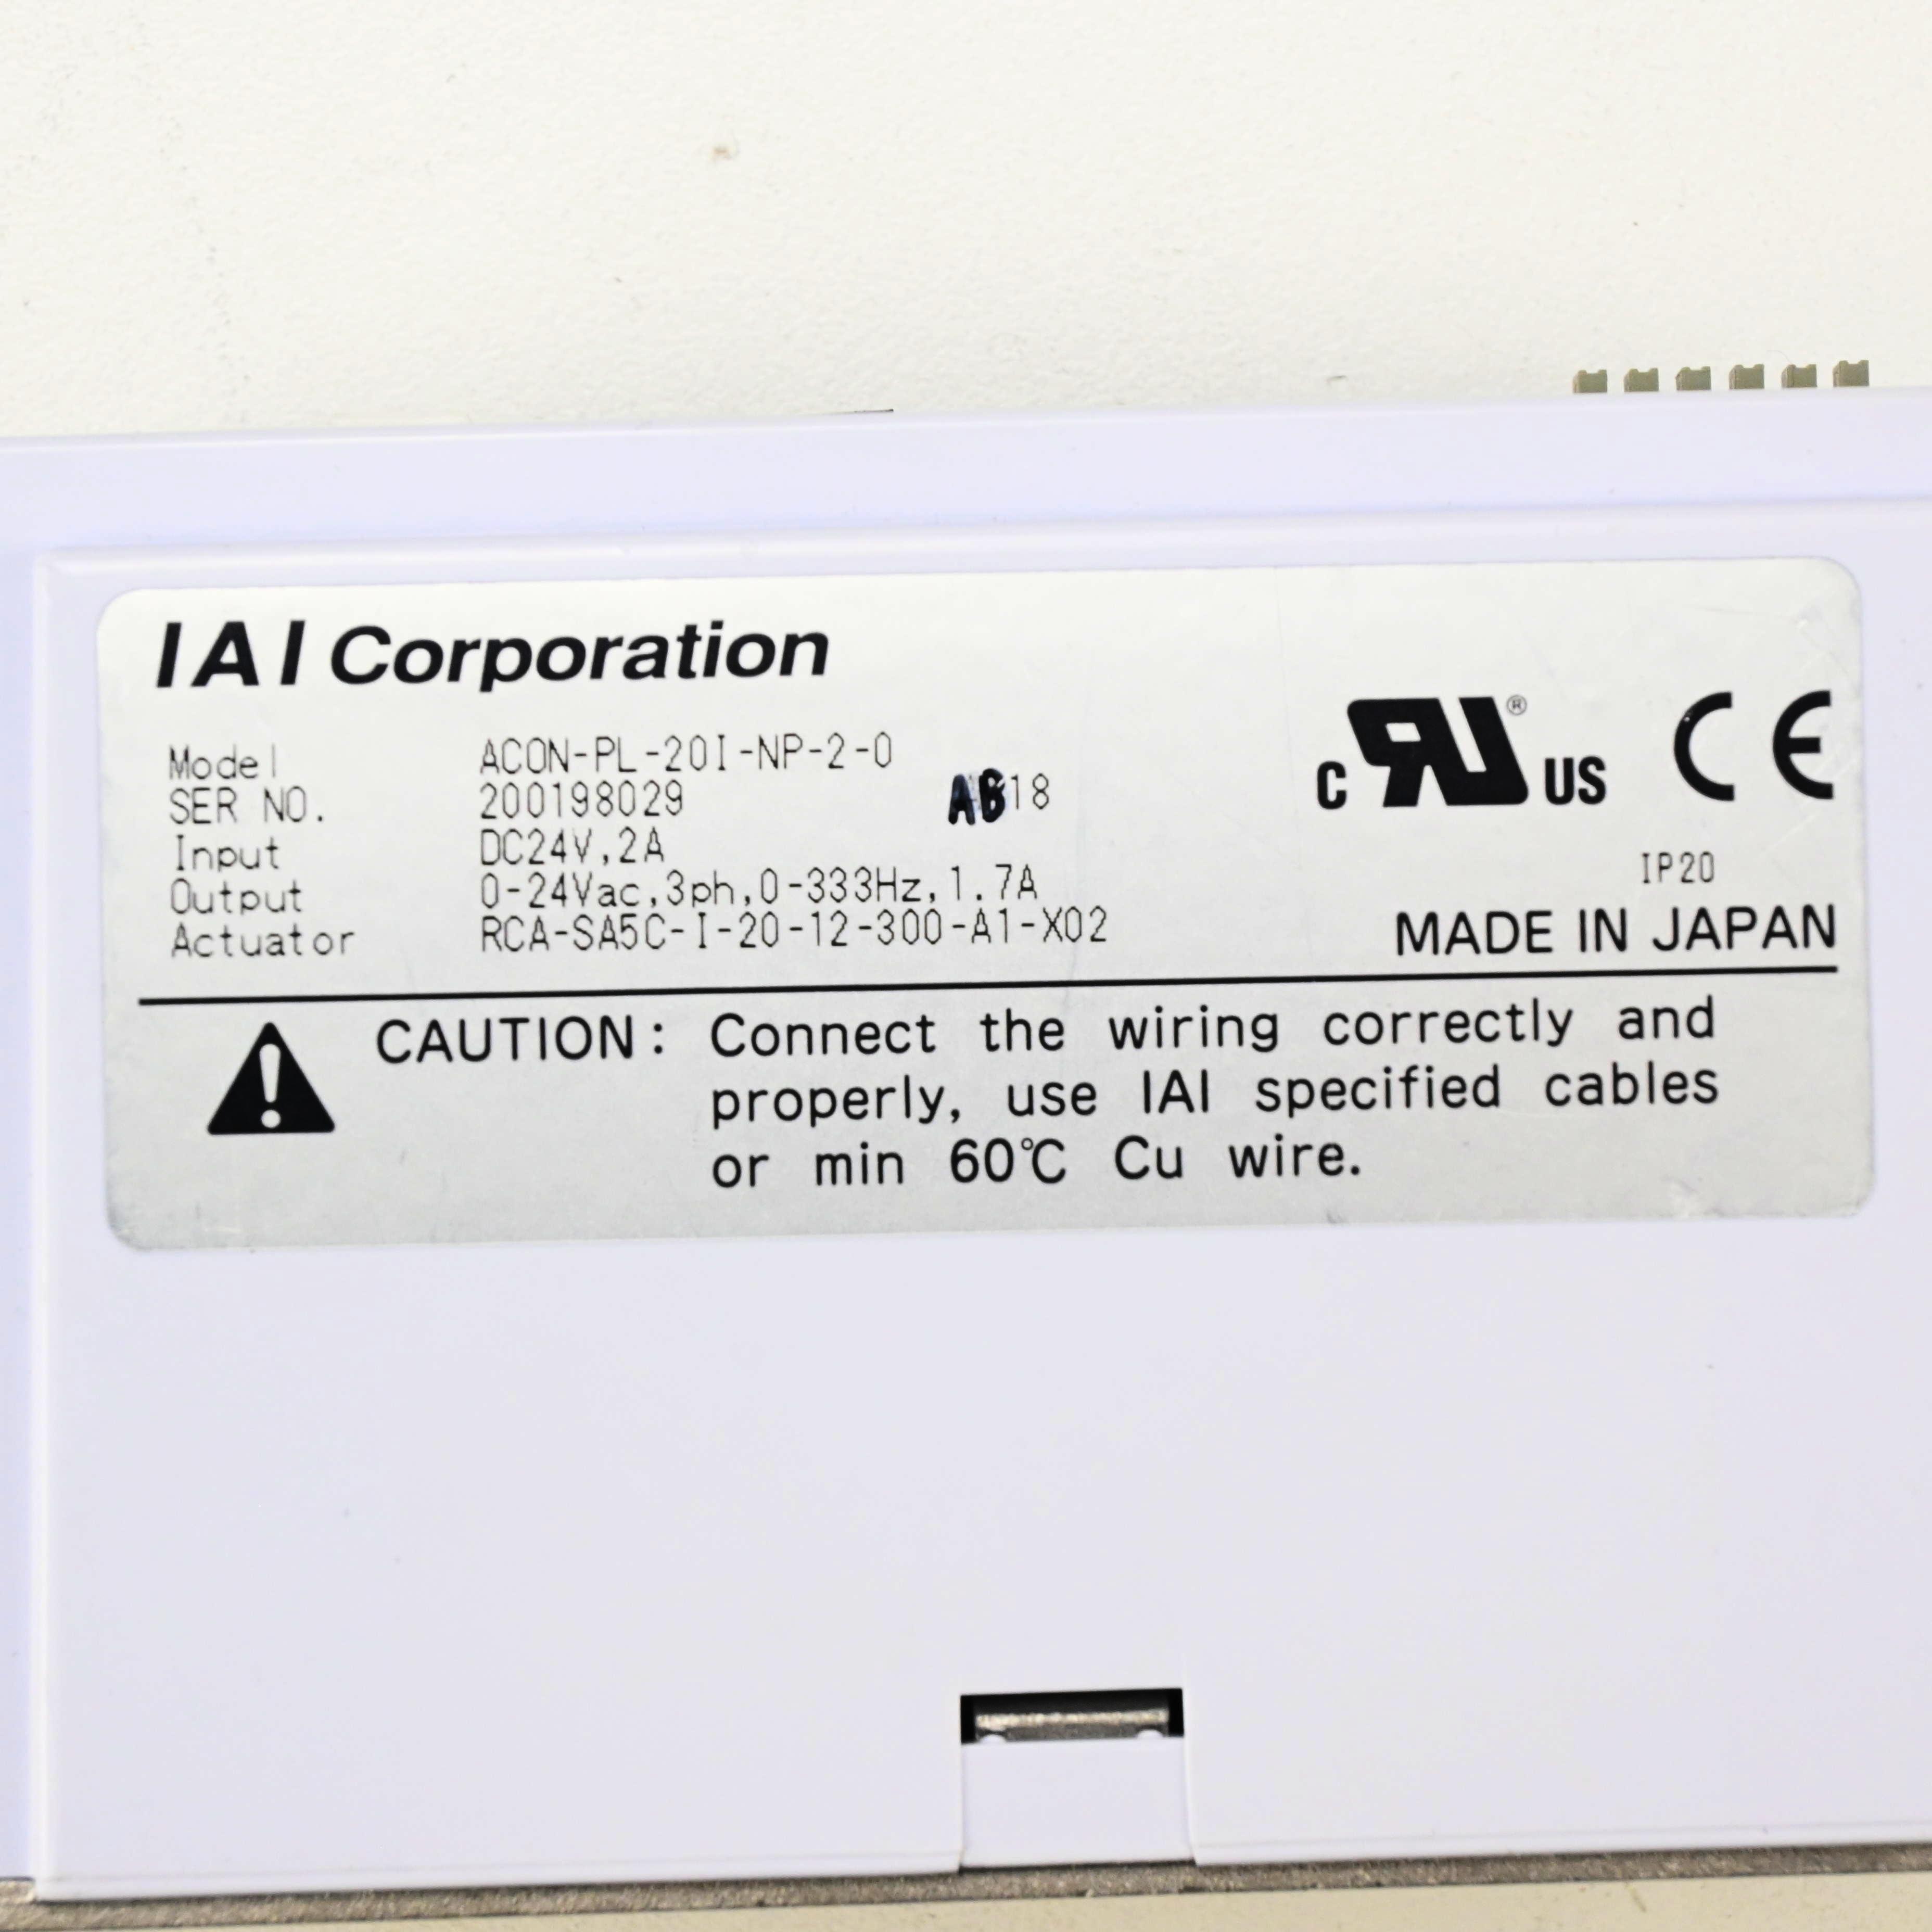 IAI Corporation
Model ACON-PL-20I-NP-2-0
SER NO. 200198029 AB18
Input DC24V,2A
Output 0-24Vac,3ph,0-333Hz,1.7A
Actuator RCA-SA5C-I-20-12-300-A1-X02
c RU ® US CE
IP20
MADE IN JAPAN
CAUTION: Connect the wiring correctly and
properly, use IAI specified cables
or min 60℃ Cu wire.